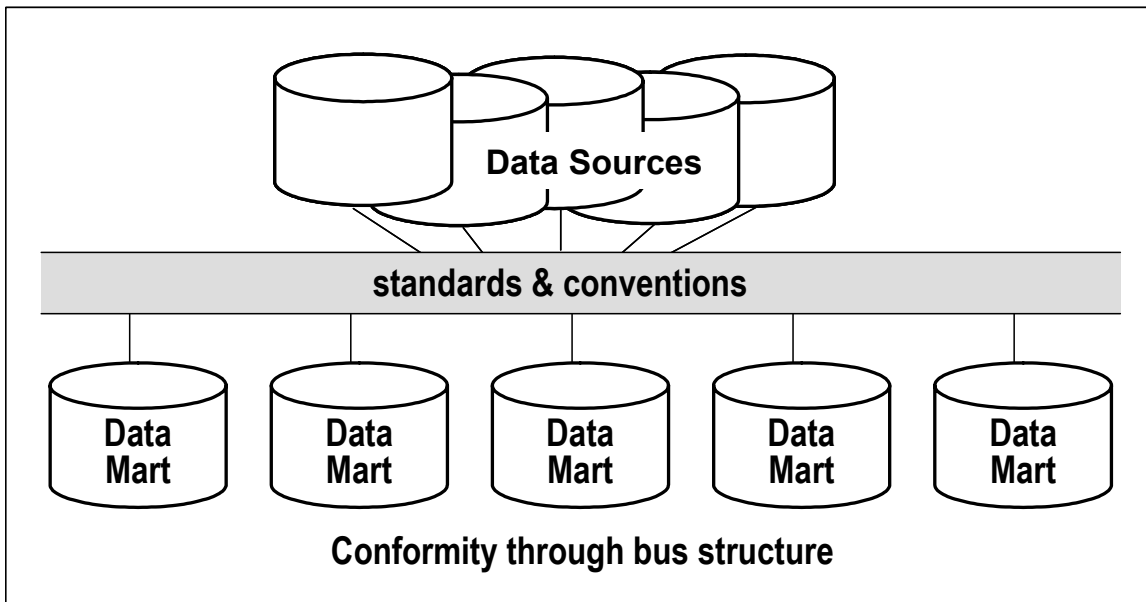 Data Sources
standards & conventions
Data
Mart
Data
Mart
Data
Mart
Data
Mart
Data
Mart
Conformity through bus structure